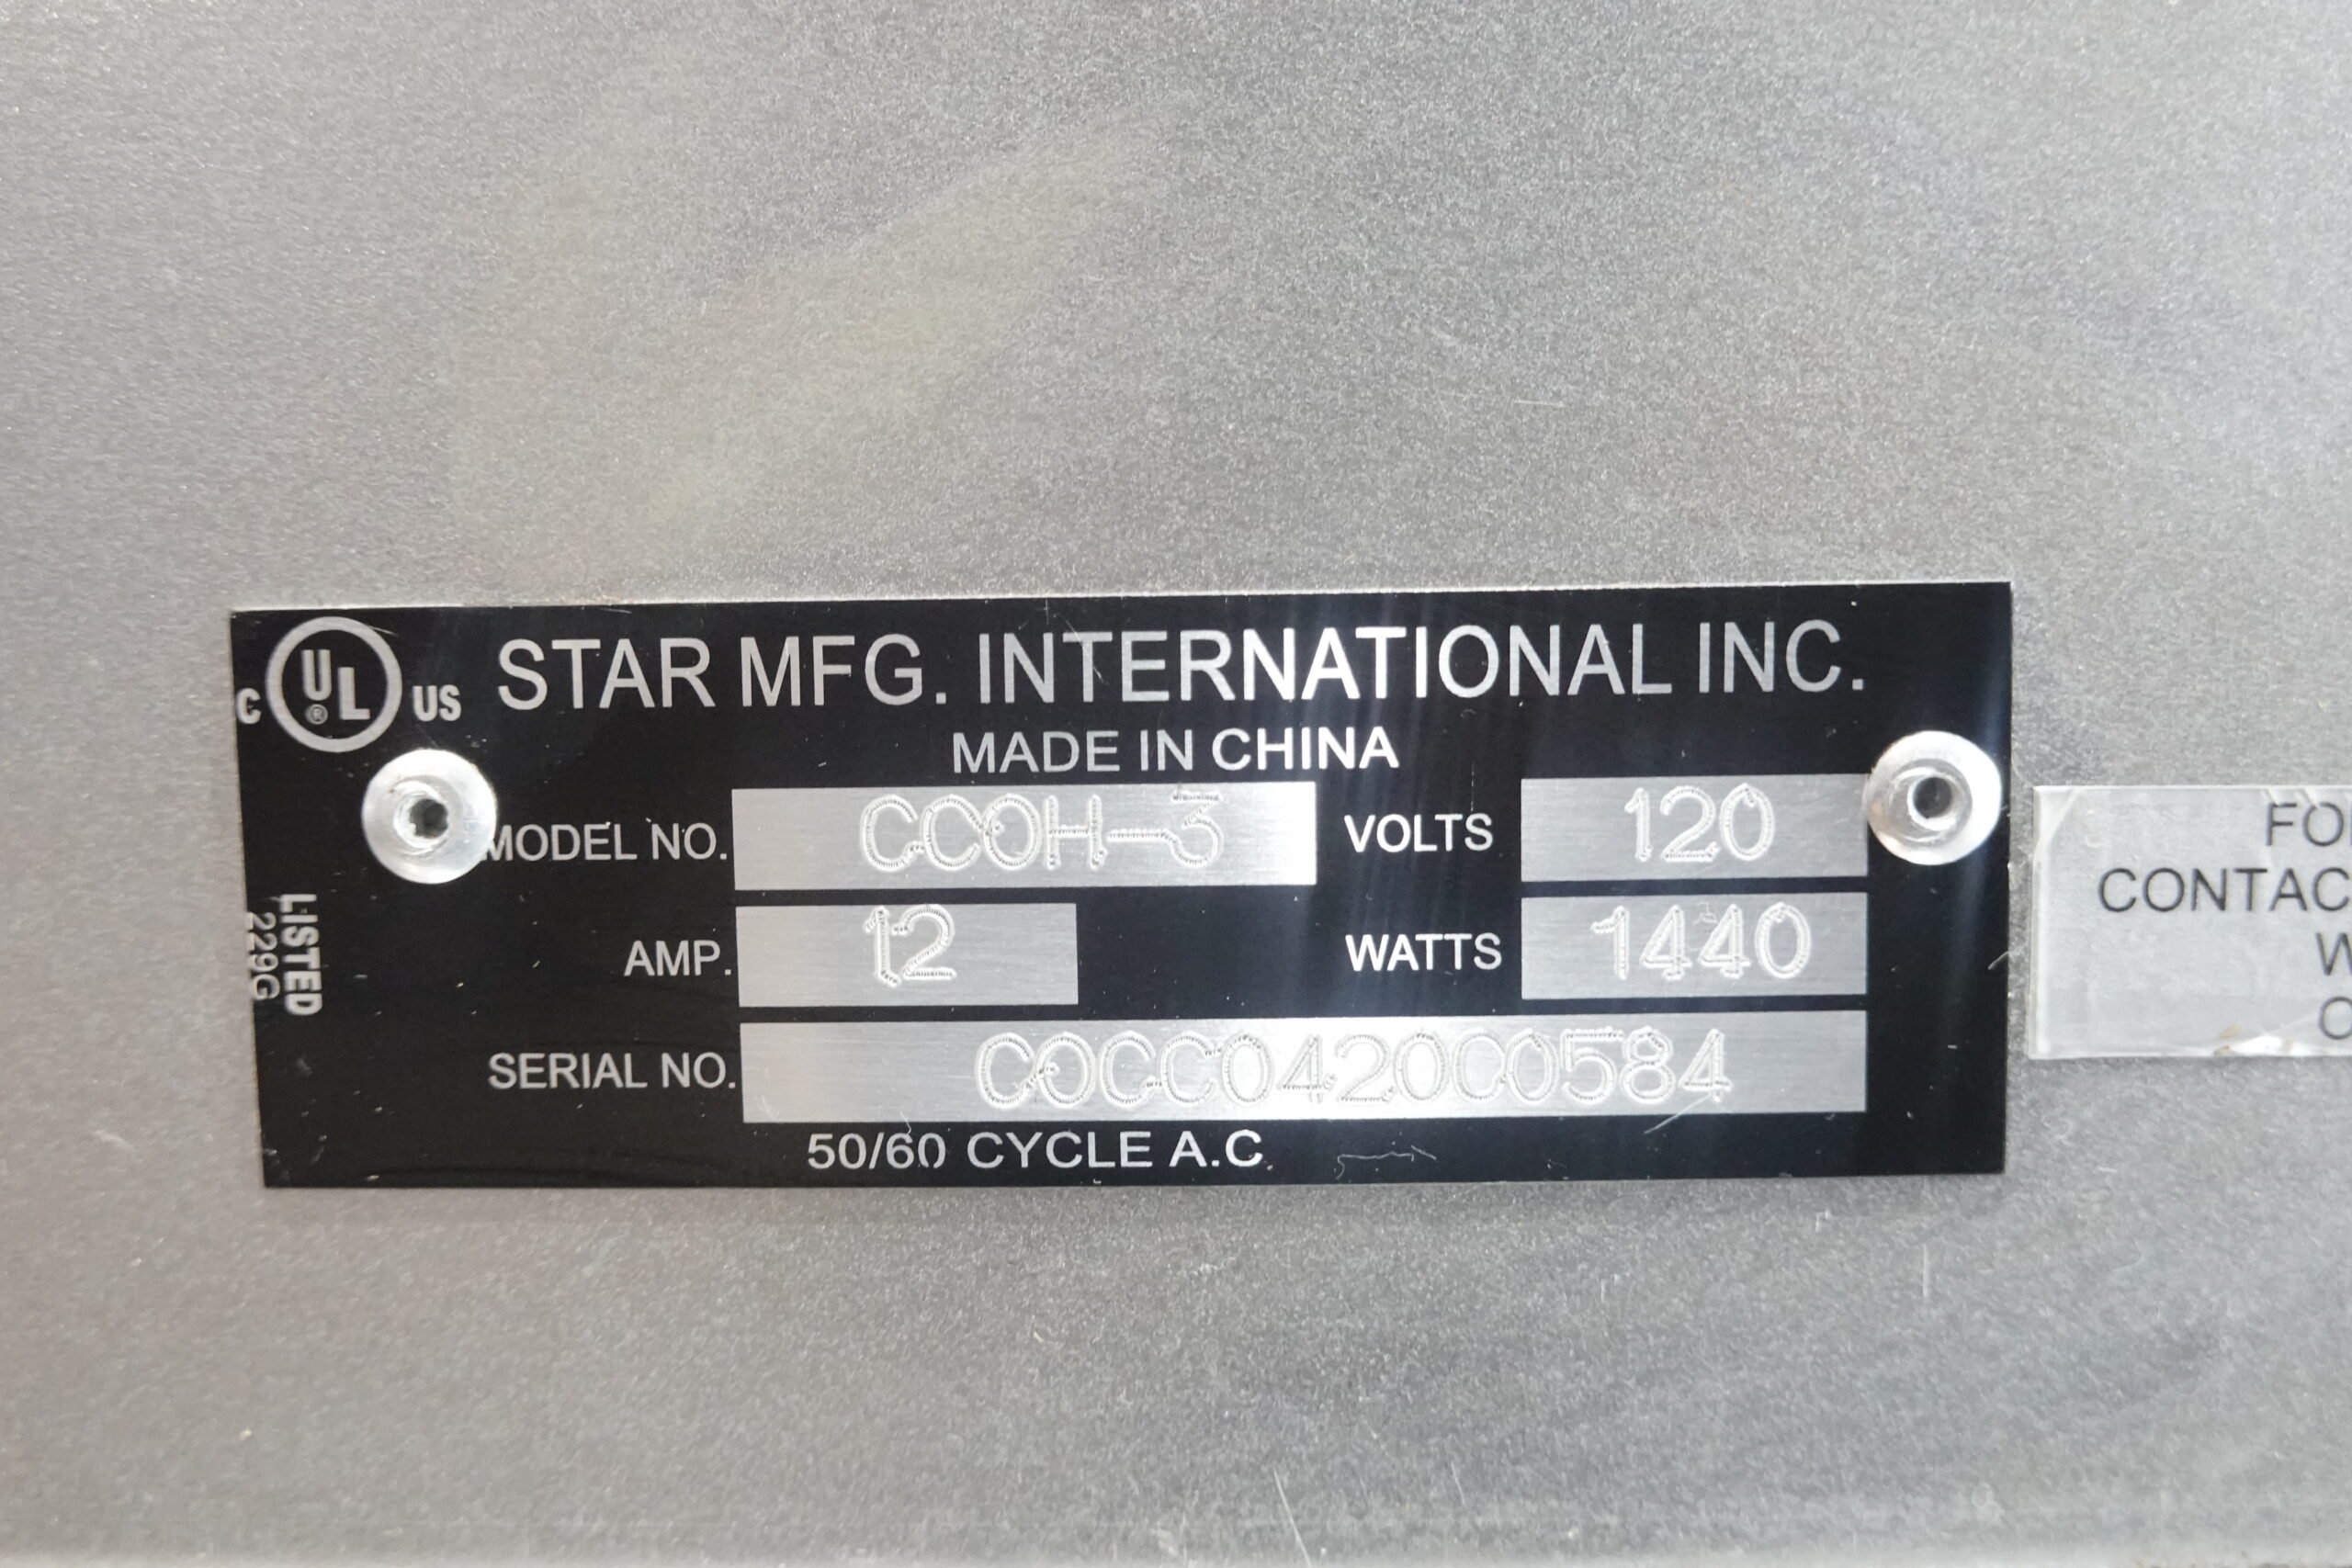 C UL® US STAR MFG. INTERNATIONAL INC.
MADE IN CHINA
MODEL NO. CCOH-3 VOLTS 120
AMP. 12 WATTS 1440
SERIAL NO. COCC0420C0584
50/60 CYCLE A.C
LISTED
229G
FO
CONTAC
W